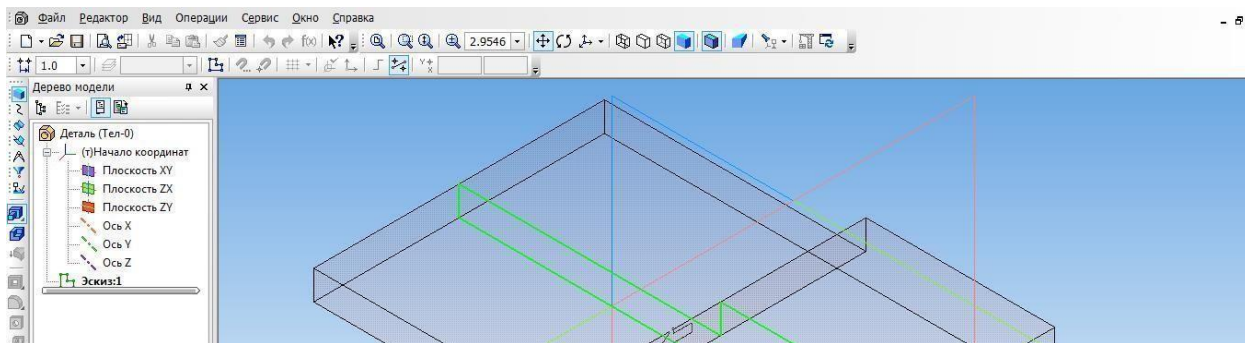 Файл Редактор Вид Операции Сервис Окно Справка
f(x) 2.9546
1.0
Дерево модели
Деталь (Тел-0)
(т)Начало координат
Плоскость XY
Плоскость ZX
Плоскость ZY
Ось X
Ось Y
Ось Z
Эскиз:1